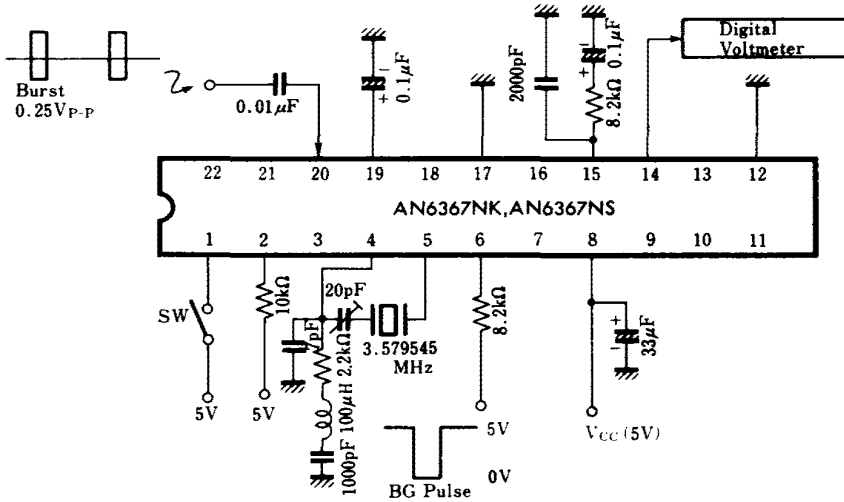 Digital
Voltmeter
Burst
0.25V P-P
0.01μF
0.1μF
2000pF
0.1μF
8.2kΩ
22 21 20 19 18 17 16 15 14 13 12
AN6367NK, AN6367NS
1 2 3 4 5 6 7 8 9 10 11
SW
10kΩ
20pF
7pF
2.2kΩ
3.579545
MHz
8.2kΩ
33μF
100μH
1000pF
5V
5V
5V
0V
BG Pulse
VCC (5V)
+
-
+
-
+
-